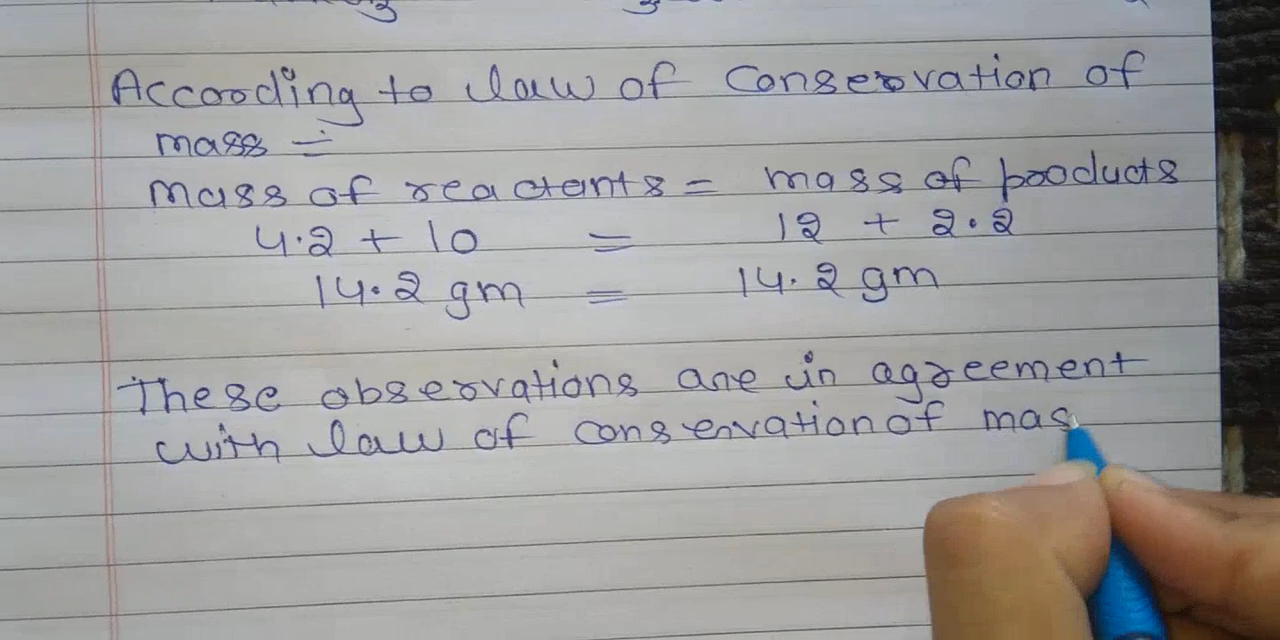 According to law of conservation of
mass ÷
mass of reactants = mass of products
4.2 + 10 = 12 + 2.2
14.2 gm = 14.2 gm
These observations are in agreement
with law of conservation of mas